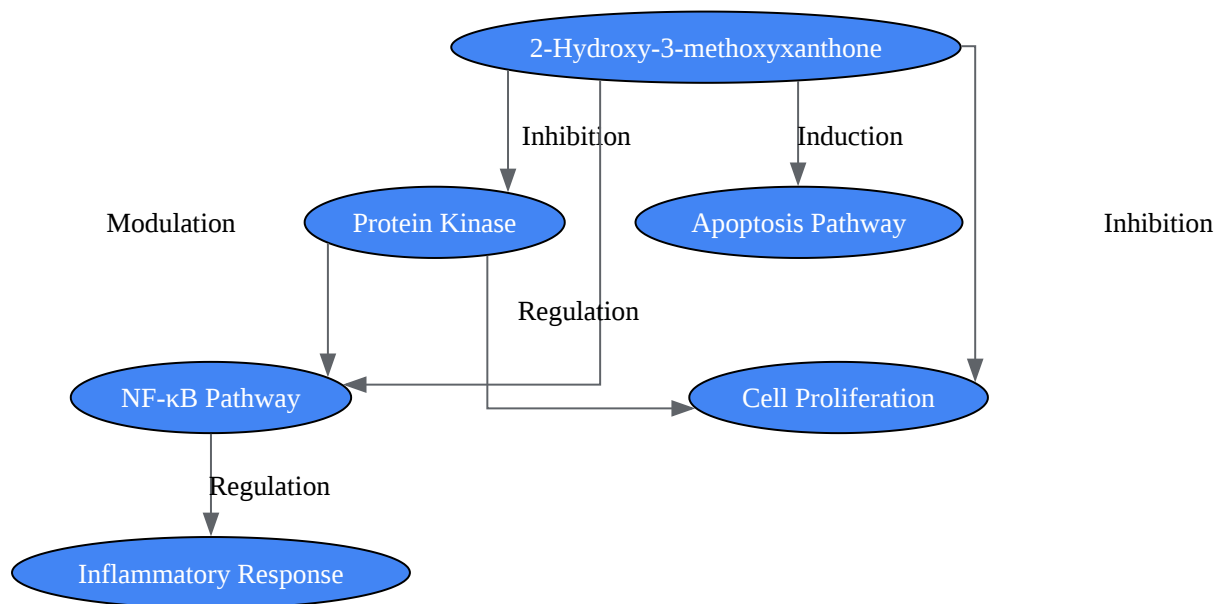 2-Hydroxy-3-methoxyxanthone
Inhibition
Induction
Modulation
Protein Kinase
Apoptosis Pathway
Inhibition
Regulation
NF-κB Pathway
Cell Proliferation
Regulation
Inflammatory Response